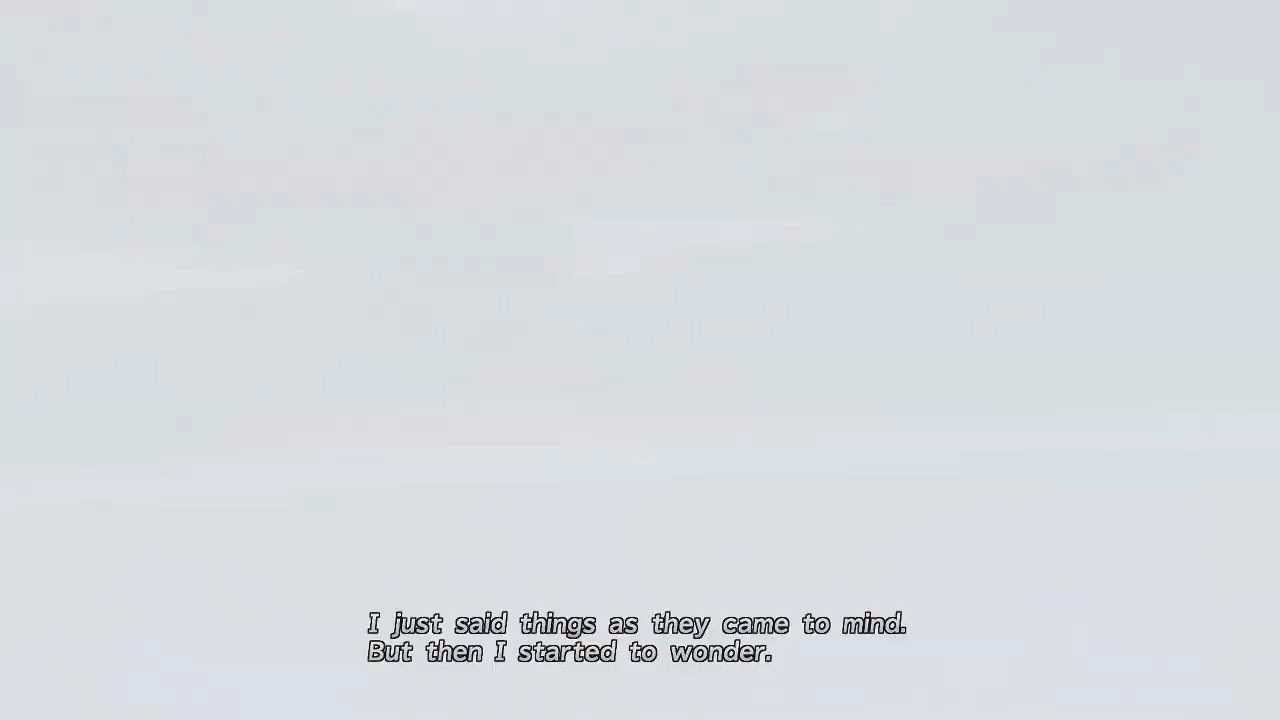 I just said things as they came to mind.
But then I started to wonder.